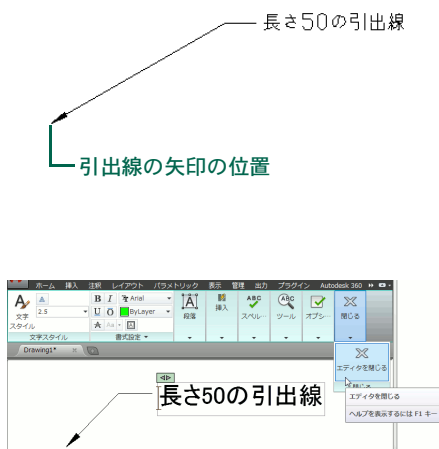 長さ50の引出線
引出線の矢印の位置
ホーム 挿入 注釈 レイアウト パラメトリック 表示 管理 出力 プラグイン Autodesk 360
A 文字スタイル
2.5
B I Arial
U O ByLayer
A 段落
挿入
ABC スペル…
ABC ツール
オプシ…
閉じる
文字スタイル 書式設定
Drawing1*
エディタを閉じる
エディタを閉じる
ヘルプを表示するには F1 キー
長さ50の引出線